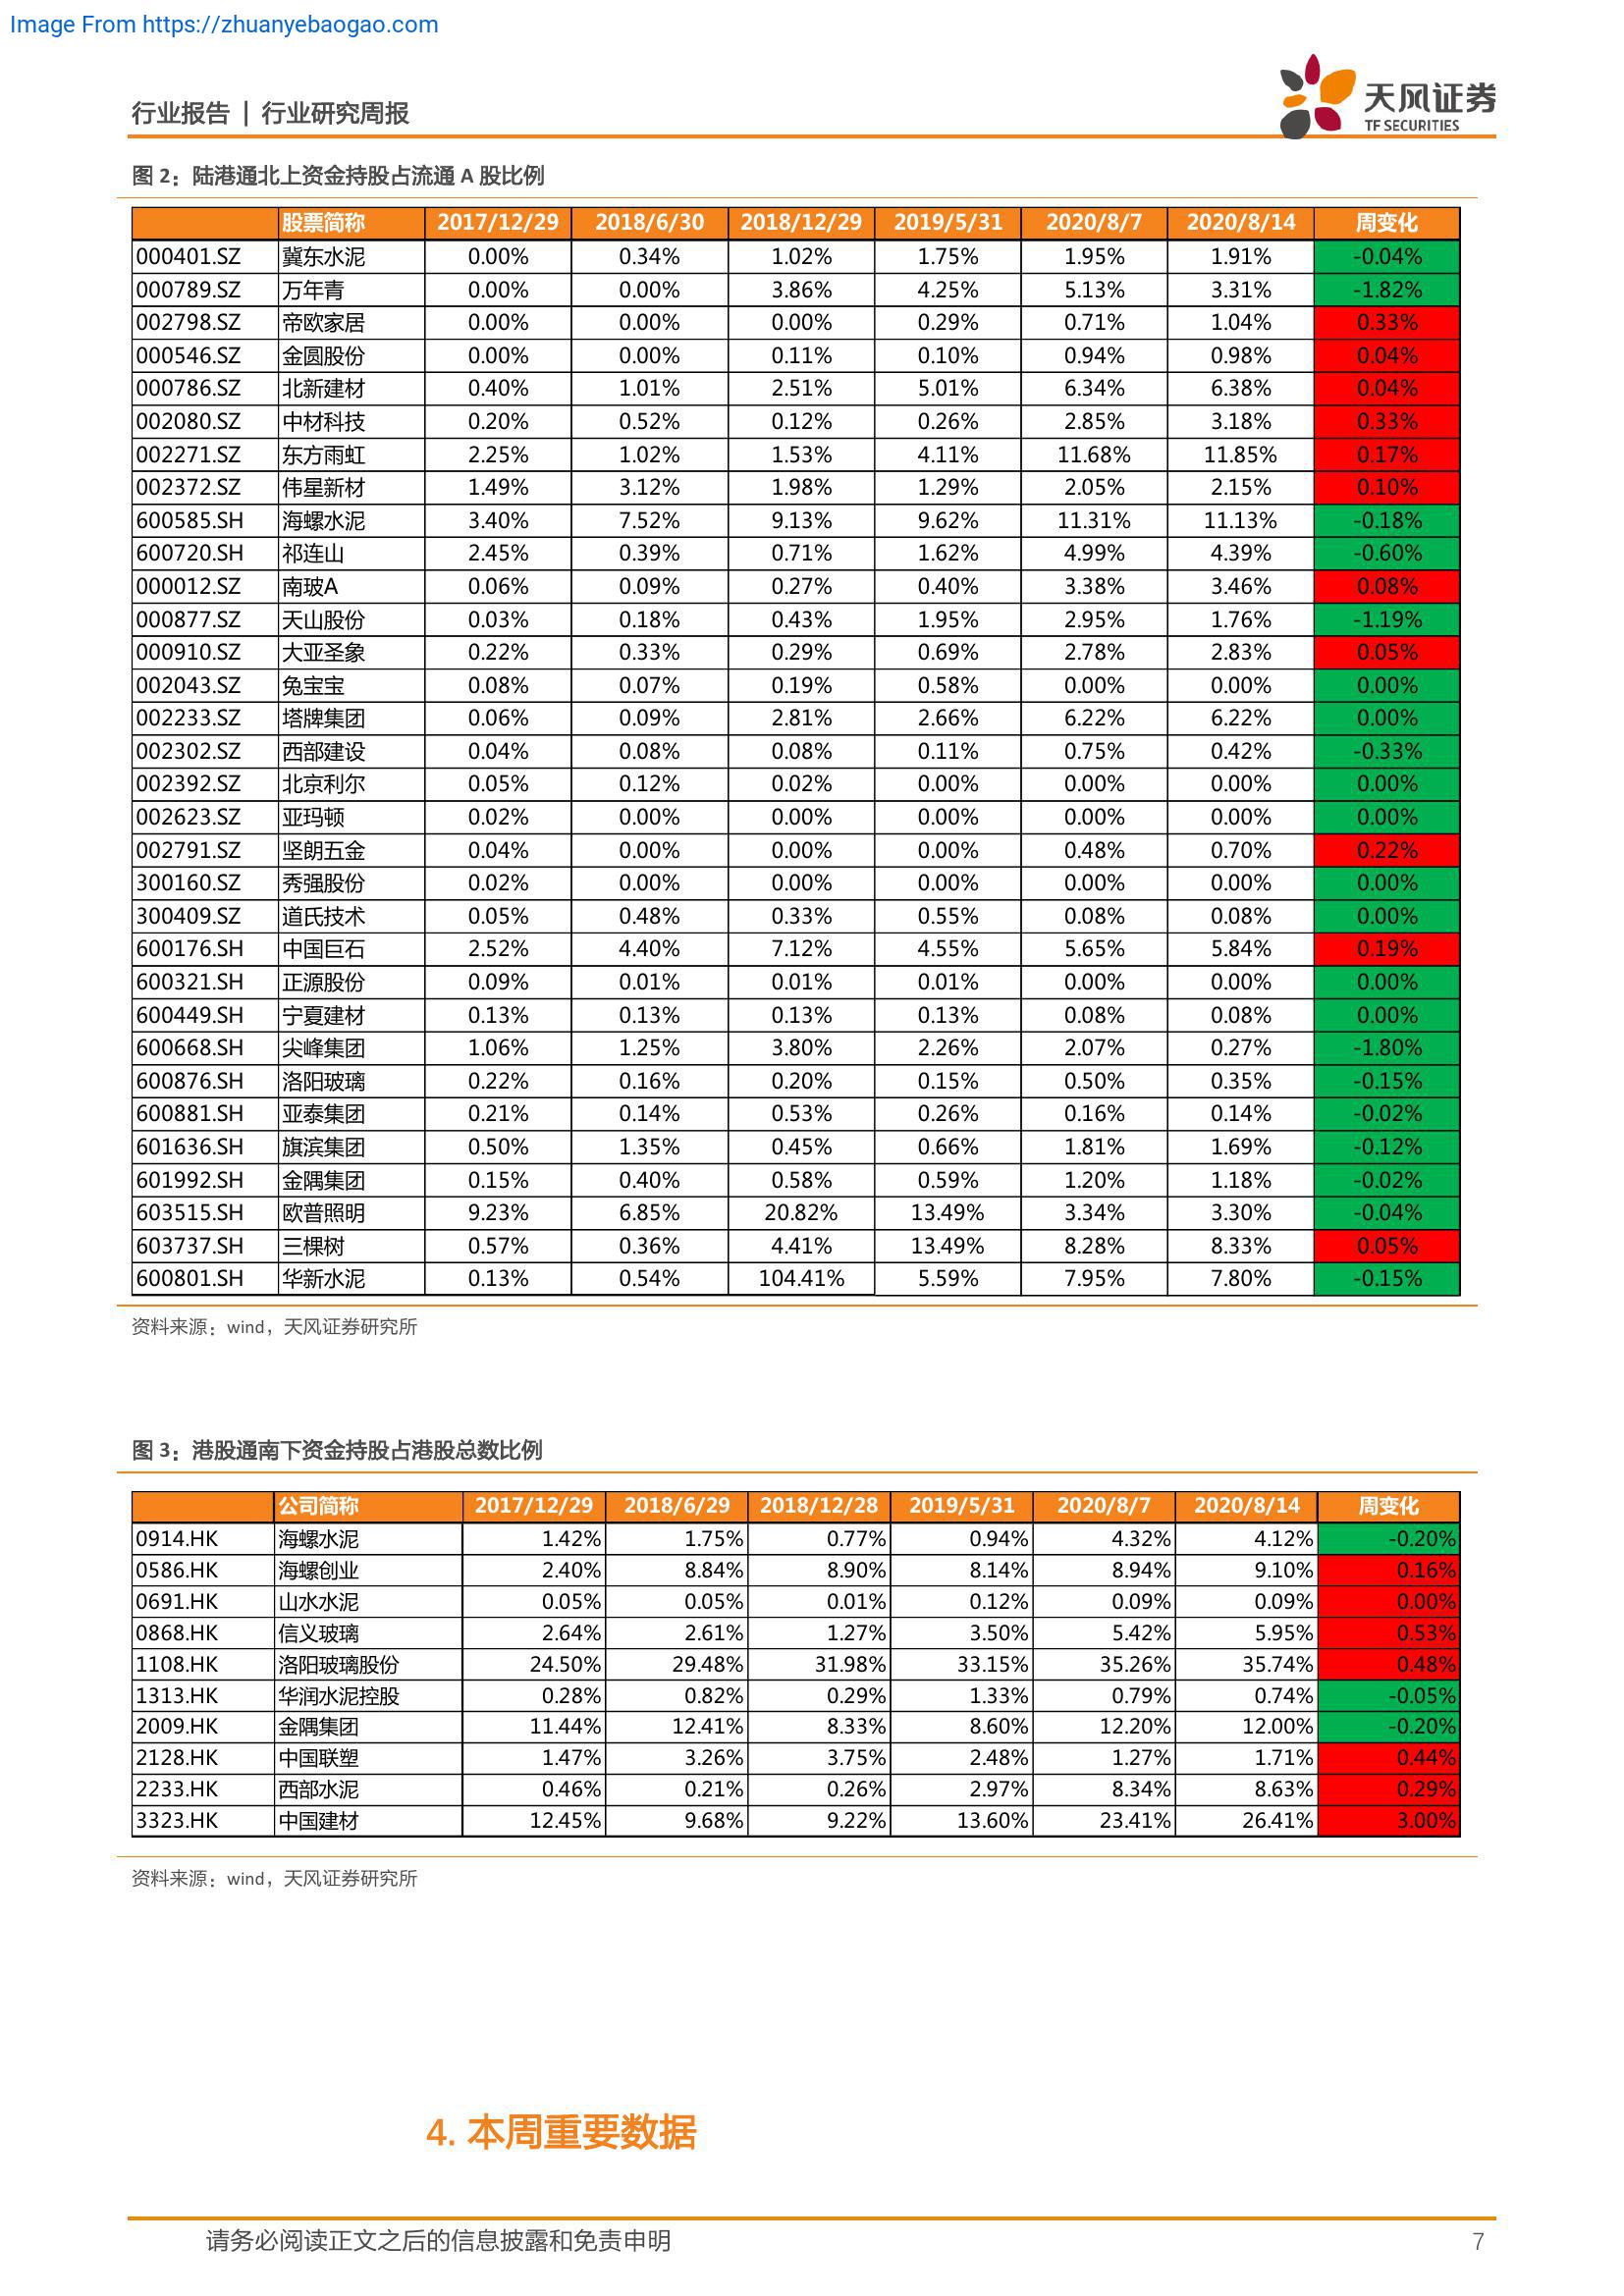 Image From https://zhuanyebaogao.com
行业报告 | 行业研究周报
天风证券
TF SECURITIES
图 2：陆港通北上资金持股占流通 A 股比例
股票简称 2017/12/29 2018/6/30 2018/12/29 2019/5/31 2020/8/7 2020/8/14 周变化
000401.SZ 冀东水泥 0.00% 0.34% 1.02% 1.75% 1.95% 1.91% -0.04%
000789.SZ 万年青 0.00% 0.00% 3.86% 4.25% 5.13% 3.31% -1.82%
002798.SZ 帝欧家居 0.00% 0.00% 0.00% 0.29% 0.71% 1.04% 0.33%
000546.SZ 金圆股份 0.00% 0.00% 0.11% 0.10% 0.94% 0.98% 0.04%
000786.SZ 北新建材 0.40% 1.01% 2.51% 5.01% 6.34% 6.38% 0.04%
002080.SZ 中材科技 0.20% 0.52% 0.12% 0.26% 2.85% 3.18% 0.33%
002271.SZ 东方雨虹 2.25% 1.02% 1.53% 4.11% 11.68% 11.85% 0.17%
002372.SZ 伟星新材 1.49% 3.12% 1.98% 1.29% 2.05% 2.15% 0.10%
600585.SH 海螺水泥 3.40% 7.52% 9.13% 9.62% 11.31% 11.13% -0.18%
600720.SH 祁连山 2.45% 0.39% 0.71% 1.62% 4.99% 4.39% -0.60%
000012.SZ 南玻A 0.06% 0.09% 0.27% 0.40% 3.38% 3.46% 0.08%
000877.SZ 天山股份 0.03% 0.18% 0.43% 1.95% 2.95% 1.76% -1.19%
000910.SZ 大亚圣象 0.22% 0.33% 0.29% 0.69% 2.78% 2.83% 0.05%
002043.SZ 兔宝宝 0.08% 0.07% 0.19% 0.58% 0.00% 0.00% 0.00%
002233.SZ 塔牌集团 0.06% 0.09% 2.81% 2.66% 6.22% 6.22% 0.00%
002302.SZ 西部建设 0.04% 0.08% 0.08% 0.11% 0.75% 0.42% -0.33%
002392.SZ 北京利尔 0.05% 0.12% 0.02% 0.00% 0.00% 0.00% 0.00%
002623.SZ 亚玛顿 0.02% 0.00% 0.00% 0.00% 0.00% 0.00% 0.00%
002791.SZ 坚朗五金 0.04% 0.00% 0.00% 0.00% 0.48% 0.70% 0.22%
300160.SZ 秀强股份 0.02% 0.00% 0.00% 0.00% 0.00% 0.00% 0.00%
300409.SZ 道氏技术 0.05% 0.48% 0.33% 0.55% 0.08% 0.08% 0.00%
600176.SH 中国巨石 2.52% 4.40% 7.12% 4.55% 5.65% 5.84% 0.19%
600321.SH 正源股份 0.09% 0.01% 0.01% 0.01% 0.00% 0.00% 0.00%
600449.SH 宁夏建材 0.13% 0.13% 0.13% 0.13% 0.08% 0.08% 0.00%
600668.SH 尖峰集团 1.06% 1.25% 3.80% 2.26% 2.07% 0.27% -1.80%
600876.SH 洛阳玻璃 0.22% 0.16% 0.20% 0.15% 0.50% 0.35% -0.15%
600881.SH 亚泰集团 0.21% 0.14% 0.53% 0.26% 0.16% 0.14% -0.02%
601636.SH 旗滨集团 0.50% 1.35% 0.45% 0.66% 1.81% 1.69% -0.12%
601992.SH 金隅集团 0.15% 0.40% 0.58% 0.59% 1.20% 1.18% -0.02%
603515.SH 欧普照明 9.23% 6.85% 20.82% 13.49% 3.34% 3.30% -0.04%
603737.SH 三棵树 0.57% 0.36% 4.41% 13.49% 8.28% 8.33% 0.05%
600801.SH 华新水泥 0.13% 0.54% 104.41% 5.59% 7.95% 7.80% -0.15%
资料来源：wind，天风证券研究所
图 3：港股通南下资金持股占港股总数比例
公司简称 2017/12/29 2018/6/29 2018/12/28 2019/5/31 2020/8/7 2020/8/14 周变化
0914.HK 海螺水泥 1.42% 1.75% 0.77% 0.94% 4.32% 4.12% -0.20%
0586.HK 海螺创业 2.40% 8.84% 8.90% 8.14% 8.94% 9.10% 0.16%
0691.HK 山水水泥 0.05% 0.05% 0.01% 0.12% 0.09% 0.09% 0.00%
0868.HK 信义玻璃 2.64% 2.61% 1.27% 3.50% 5.42% 5.95% 0.53%
1108.HK 洛阳玻璃股份 24.50% 29.48% 31.98% 33.15% 35.26% 35.74% 0.48%
1313.HK 华润水泥控股 0.28% 0.82% 0.29% 1.33% 0.79% 0.74% -0.05%
2009.HK 金隅集团 11.44% 12.41% 8.33% 8.60% 12.20% 12.00% -0.20%
2128.HK 中国联塑 1.47% 3.26% 3.75% 2.48% 1.27% 1.71% 0.44%
2233.HK 西部水泥 0.46% 0.21% 0.26% 2.97% 8.34% 8.63% 0.29%
3323.HK 中国建材 12.45% 9.68% 9.22% 13.60% 23.41% 26.41% 3.00%
资料来源：wind，天风证券研究所
4. 本周重要数据
请务必阅读正文之后的信息披露和免责申明 7